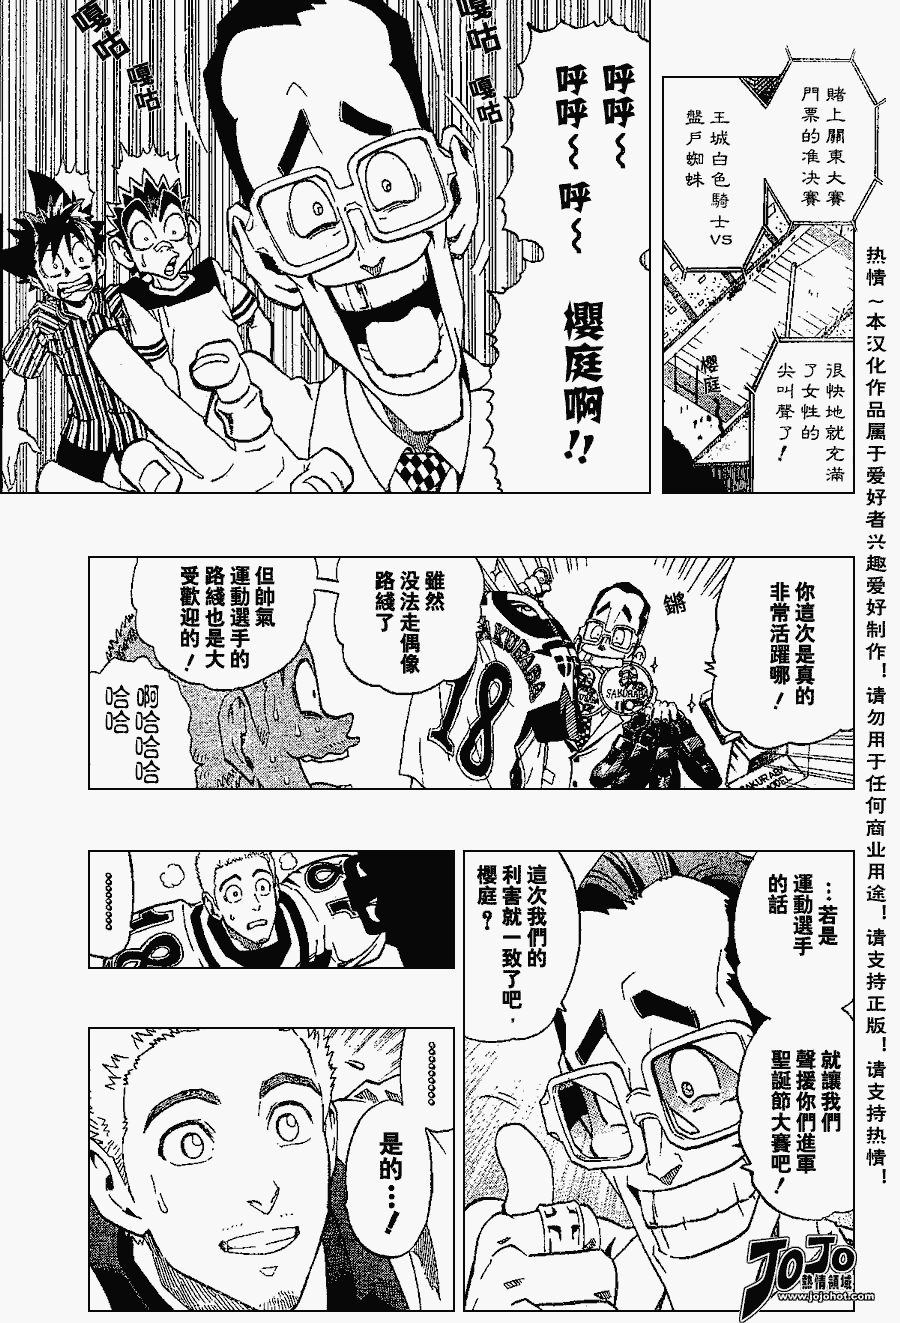 賭上關東大賽
門票的准決賽
王城白色騎士VS
盤戶蜘蛛
櫻庭
很快地就充滿
了女性的
尖叫聲了！
呼呼～
呼呼～呼～
櫻庭啊!!
嘎咕
嘎咕
嘎咕
嘎咕
你這次是真的
非常活躍哪！
鏘
SAKURABA
18
SAKURABA
SAKURABA
MODEL
雖然
没法走偶像
路綫了
但帥氣
運動選手的
路綫也是大
受歡迎的！
啊哈哈哈
哈哈
…若是
運動選手
的話
就讓我們
聲援你們進軍
聖誕節大賽吧！
這次我們的
利害就一致了吧，
櫻庭？
………
18
………
是的…！
热情～本汉化作品属于爱好者兴趣爱好制作！请勿用于任何商业用途！请支持正版！请支持热情！
JOJO
熱情領域
www.jojohot.com